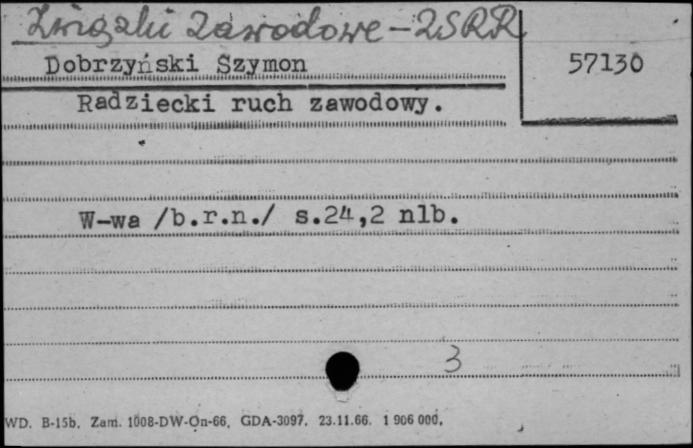 Związki Zawodowe - ZSRR
Dobrzyński Szymon
57130
Radziecki ruch zawodowy.
W-wa /b.r.n./ s.24,2 nlb.
3
WD. B-15b. Zam. 1008-DW-On-66. GDA-3097. 23.11.66. 1 906 000.